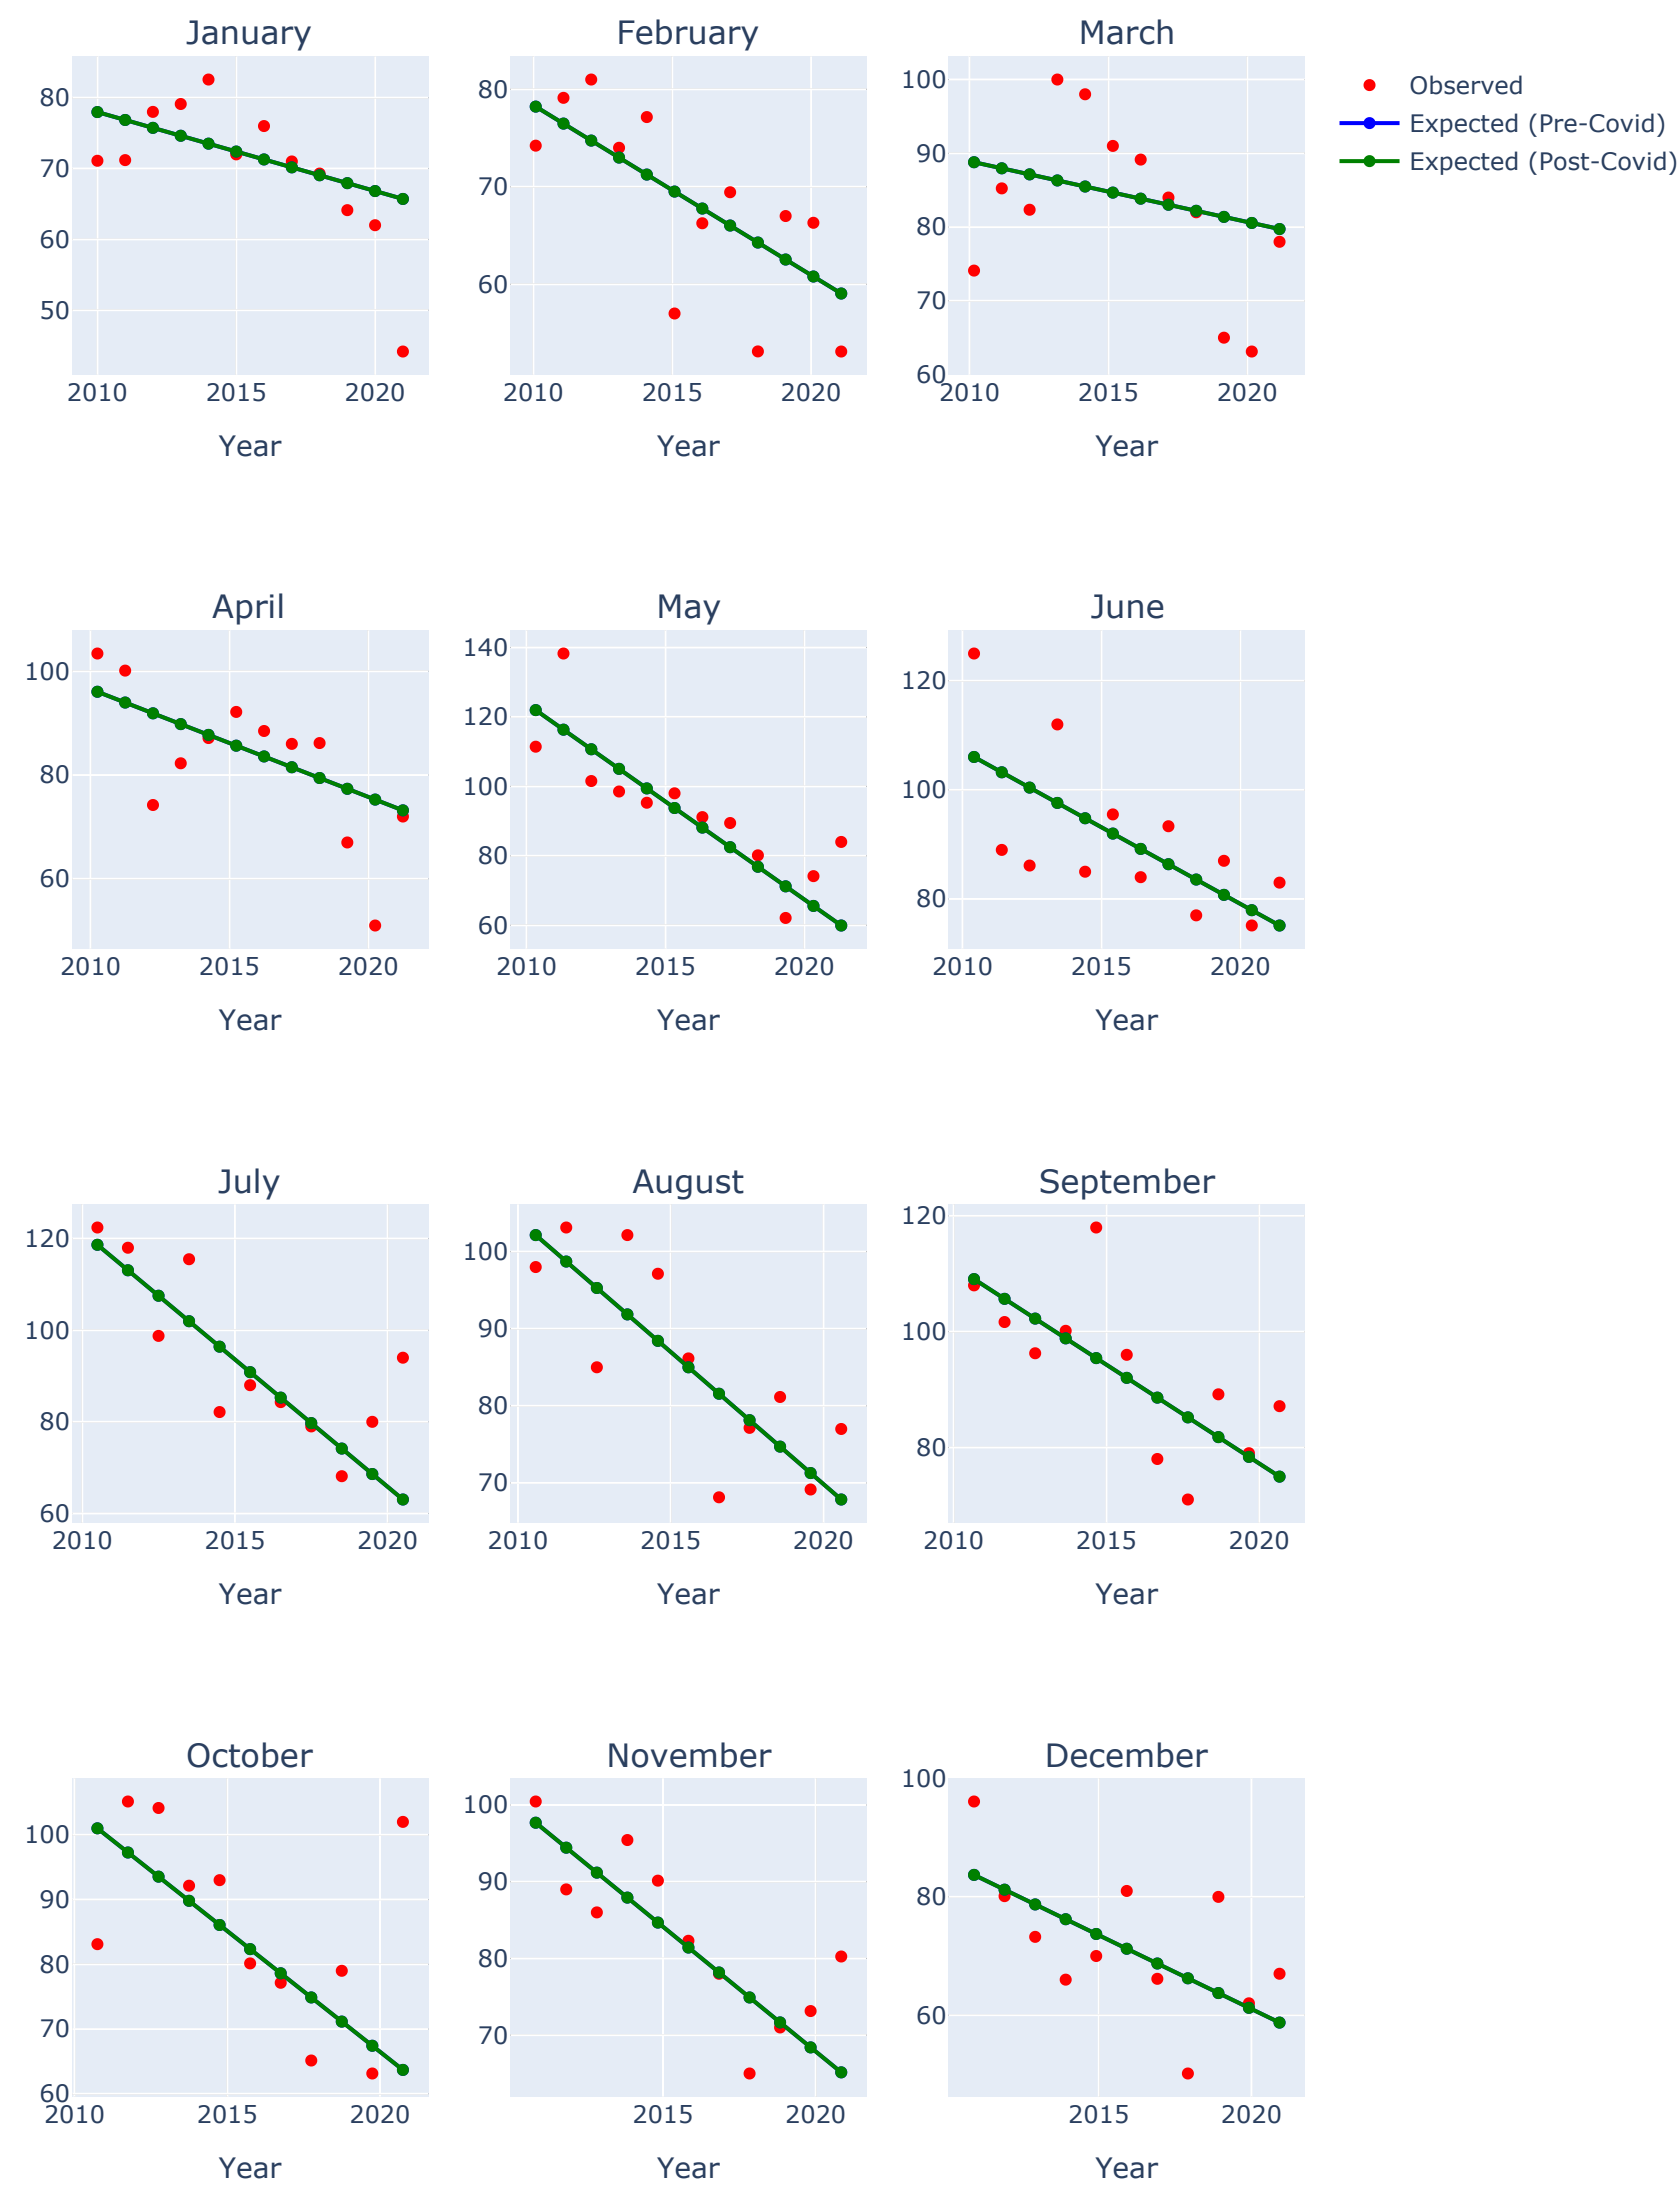 January
February
March
80
70
60
50
2010
2015
2020
Year
80
70
60
2010
2015
2020
Year
100
90
80
70
60
2010
2015
2020
Year
Observed
Expected (Pre-Covid)
Expected (Post-Covid)
April
May
June
100
80
60
2010
2015
2020
Year
140
120
100
80
60
2010
2015
2020
Year
120
100
80
2010
2015
2020
Year
July
August
September
120
100
80
60
2010
2015
2020
Year
100
90
80
70
2010
2015
2020
Year
120
100
80
2010
2015
2020
Year
October
November
December
100
90
80
70
60
2010
2015
2020
Year
100
90
80
70
2015
2020
Year
100
80
60
2015
2020
Year